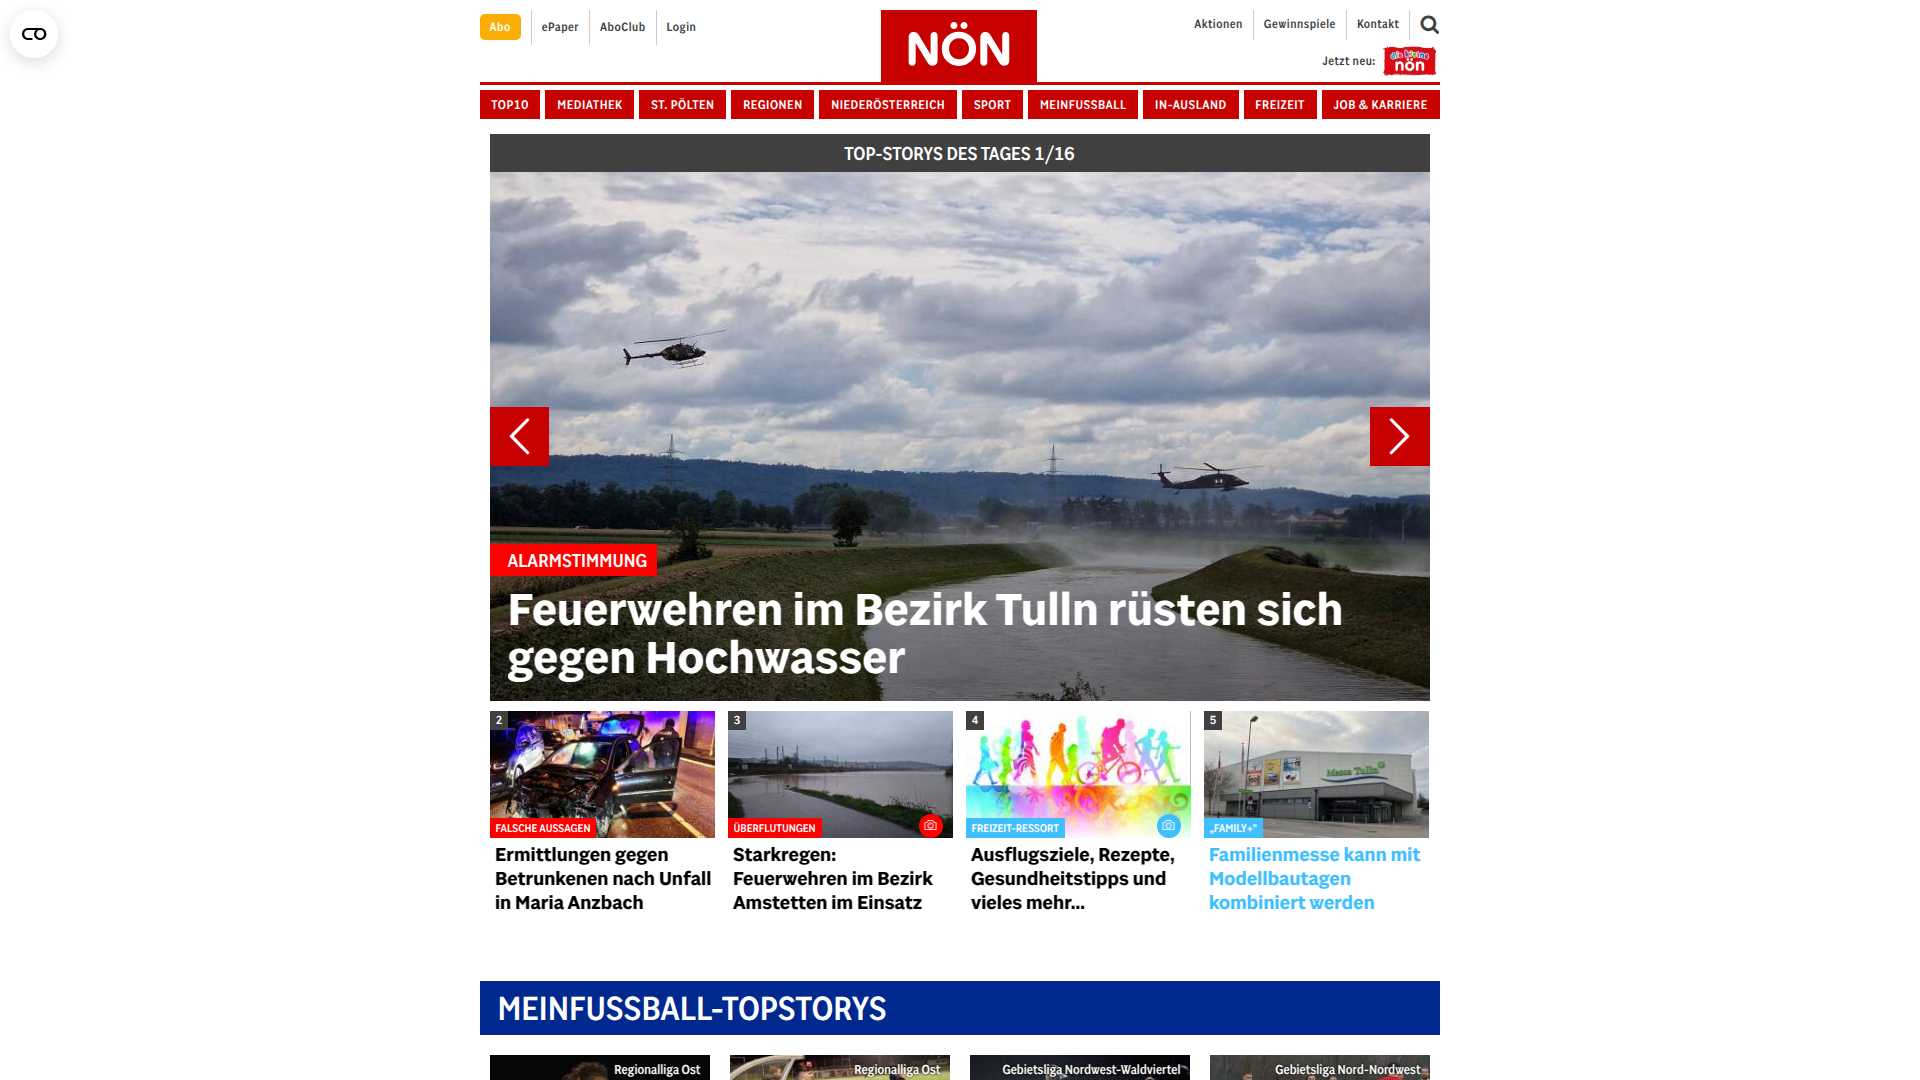 Abo
ePaper
AboClub
Login
NÖN
Aktionen
Gewinnspiele
Kontakt
Jetzt neu:
die kleine
nön
TOP10
MEDIATHEK
ST. PÖLTEN
REGIONEN
NIEDERÖSTERREICH
SPORT
MEINFUSSBALL
IN-AUSLAND
FREIZEIT
JOB & KARRIERE
TOP-STORYS DES TAGES 1/16
ALARMSTIMMUNG
Feuerwehren im Bezirk Tulln rüsten sich
gegen Hochwasser
2
FALSCHE AUSSAGEN
Ermittlungen gegen
Betrunkenen nach Unfall
in Maria Anzbach
3
ÜBERFLUTUNGEN
Starkregen:
Feuerwehren im Bezirk
Amstetten im Einsatz
4
FREIZEIT-RESSORT
Ausflugsziele, Rezepte,
Gesundheitstipps und
vieles mehr...
5
Messe Tulln
„FAMILY+“
Familienmesse kann mit
Modellbautagen
kombiniert werden
MEINFUSSBALL-TOPSTORYS
Regionalliga Ost
Regionalliga Ost
Gebietsliga Nordwest-Waldviertel
Gebietsliga Nord-Nordwest